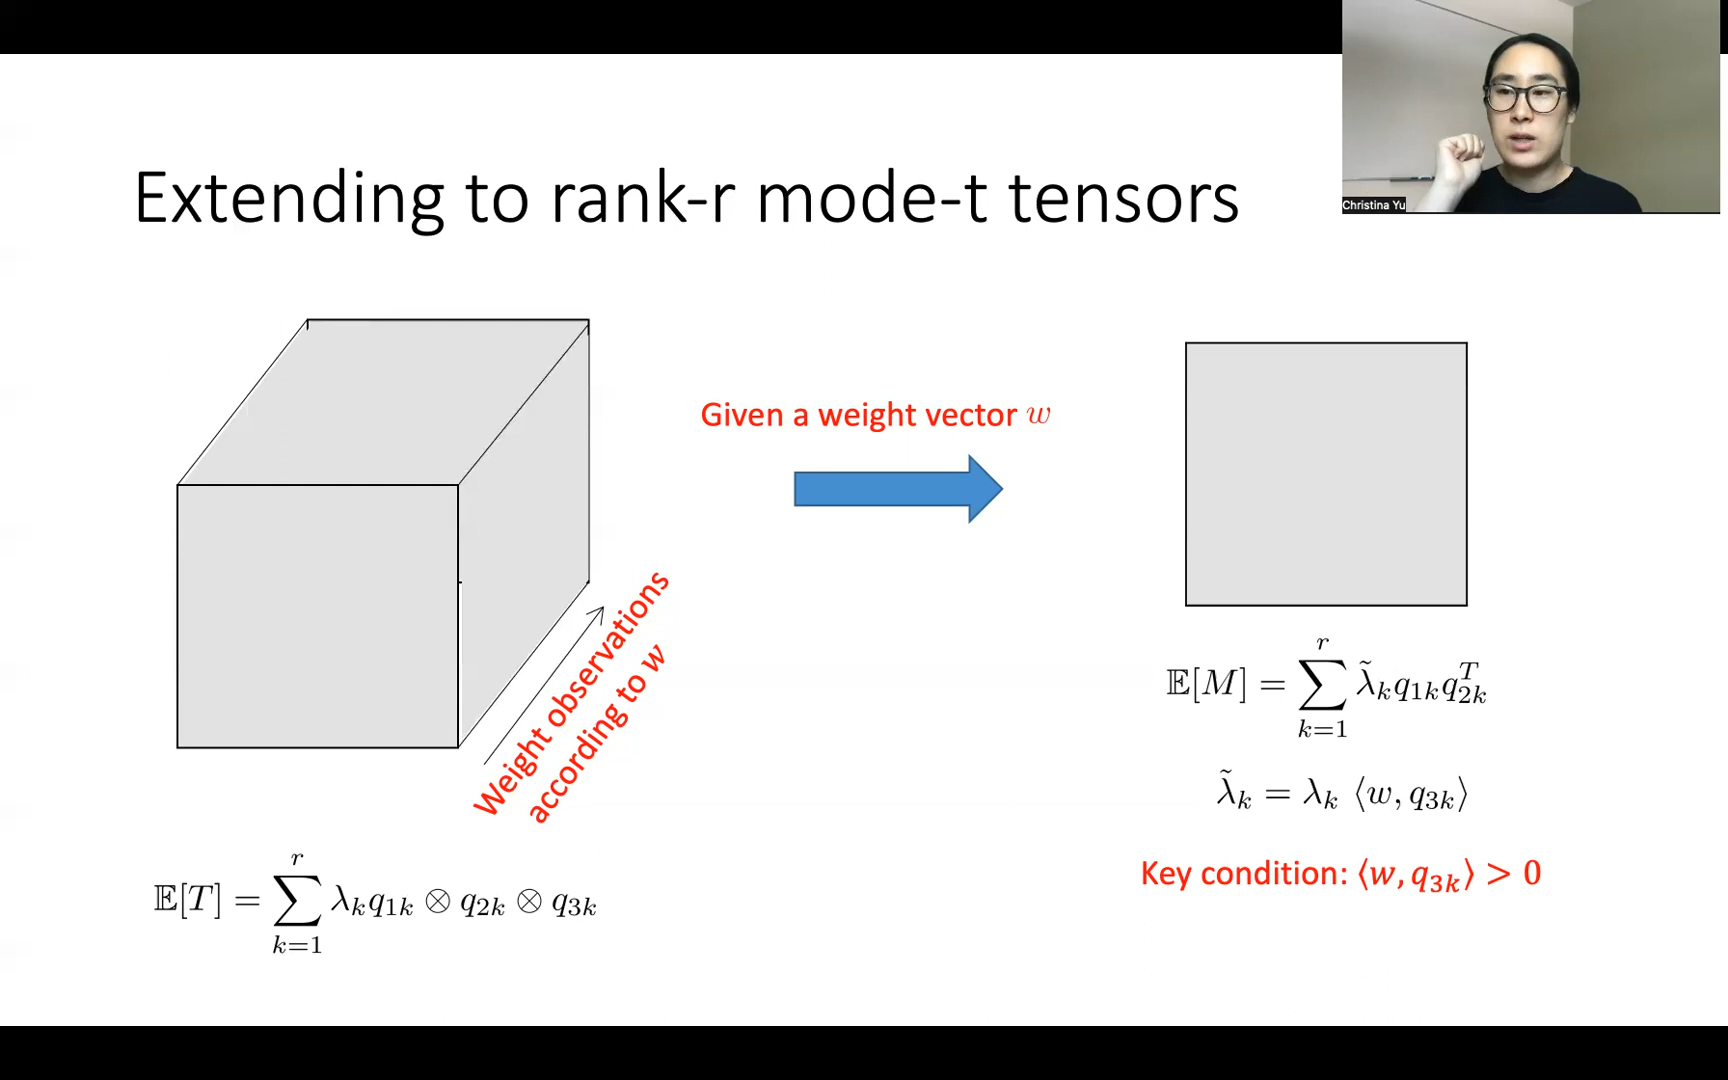 Christina Yu
Extending to rank-r mode-t tensors
Given a weight vector w
Weight observations
according to w
𝔼[T] = ∑_{k=1}^{r} λ_k q_{1k} ⊗ q_{2k} ⊗ q_{3k}
𝔼[M] = ∑_{k=1}^{r} λ̃_k q_{1k} q_{2k}^T
λ̃_k = λ_k ⟨w, q_{3k}⟩
Key condition: ⟨w, q_{3k}⟩ > 0